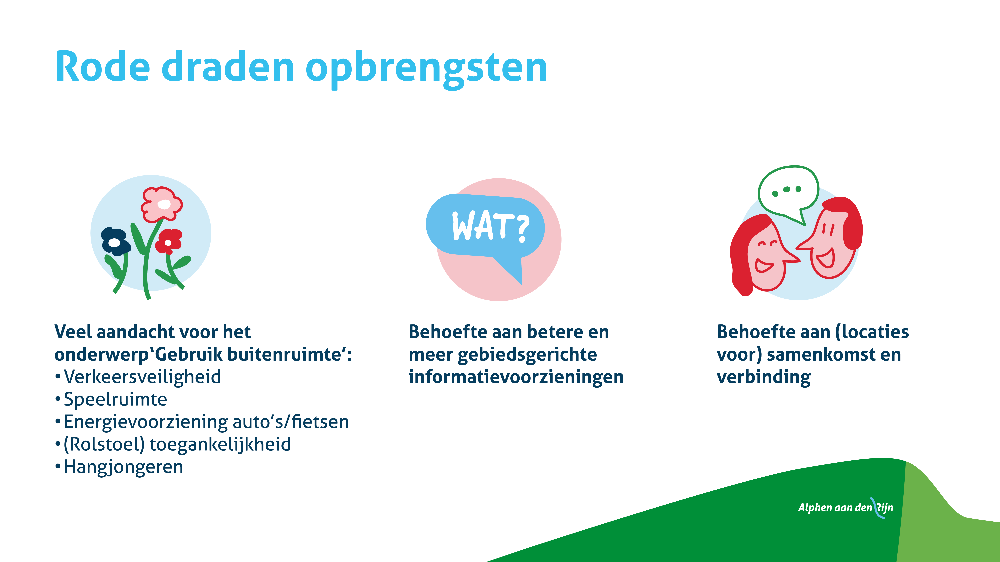 Rode draden opbrengsten
WAT?
Veel aandacht voor het
onderwerp‘Gebruik buitenruimte’:
•Verkeersveiligheid
•Speelruimte
•Energievoorziening auto’s/fietsen
•(Rolstoel) toegankelijkheid
•Hangjongeren
Behoefte aan betere en
meer gebiedsgerichte
informatievoorzieningen
Behoefte aan (locaties
voor) samenkomst en
verbinding
Alphen aan den Rijn